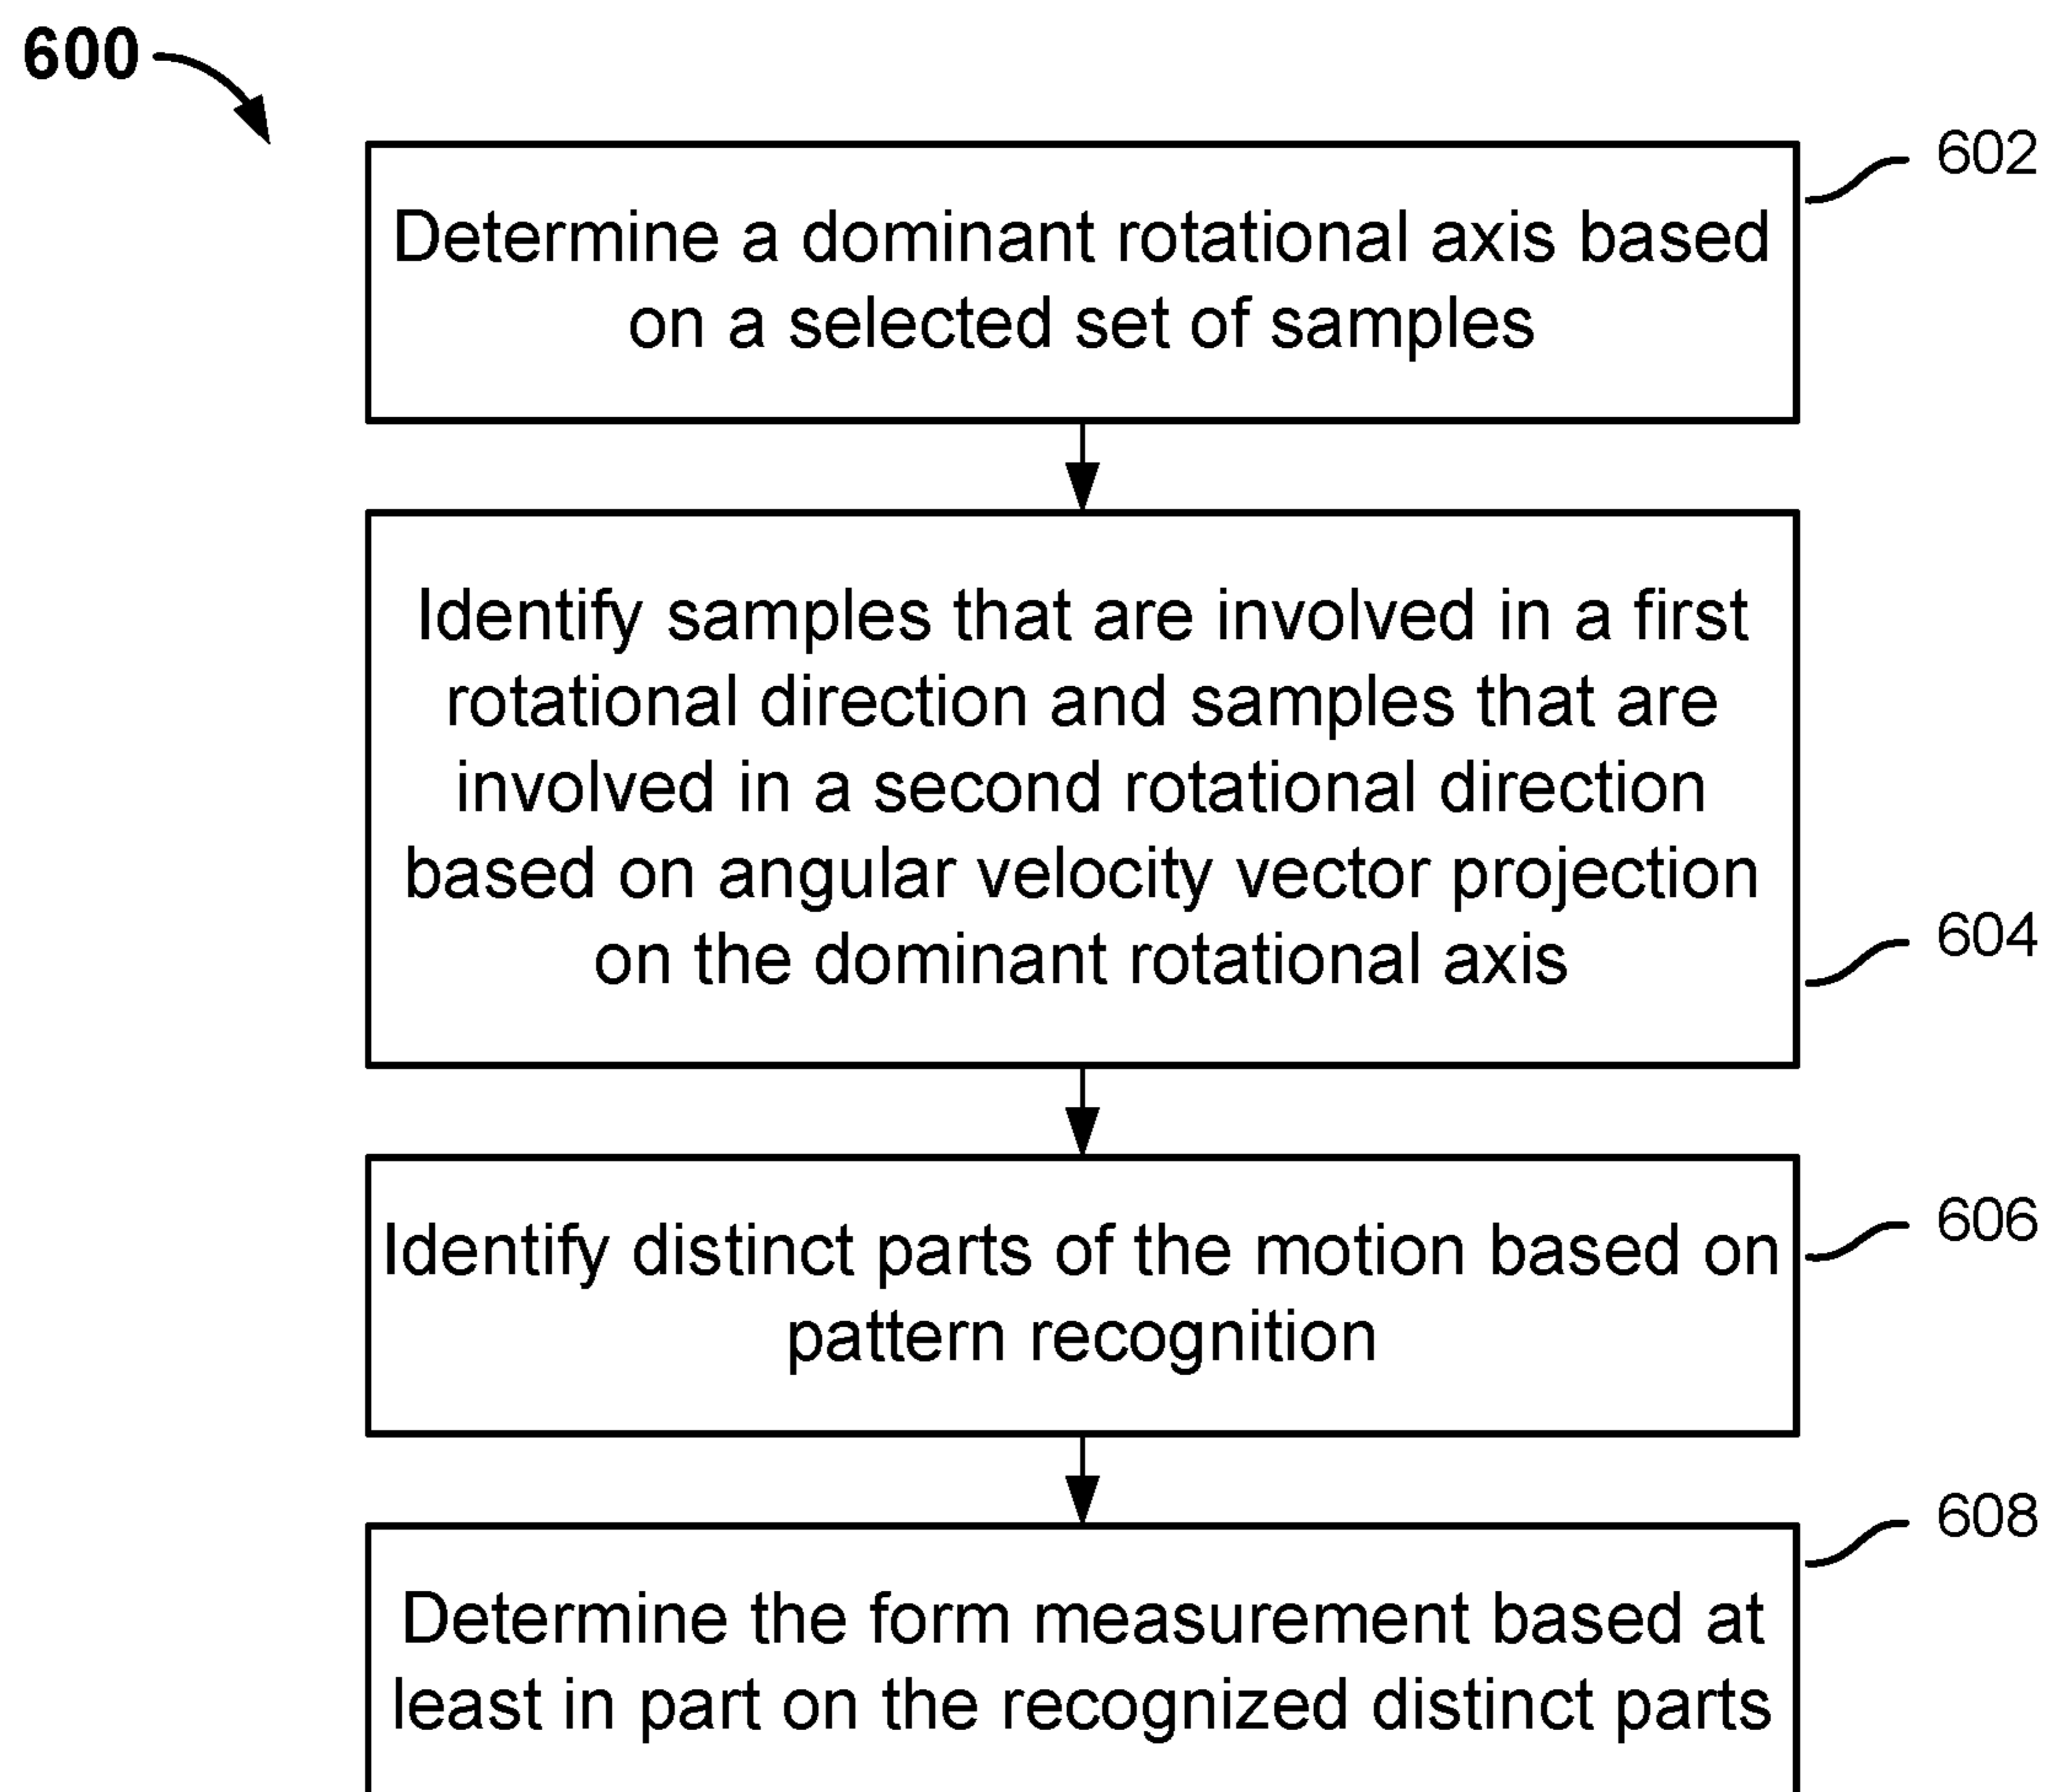 600
602
Determine a dominant rotational axis based
on a selected set of samples
Identify samples that are involved in a first
rotational direction and samples that are
involved in a second rotational direction
based on angular velocity vector projection
on the dominant rotational axis
604
Identify distinct parts of the motion based on
pattern recognition
606
608
Determine the form measurement based at
least in part on the recognized distinct parts